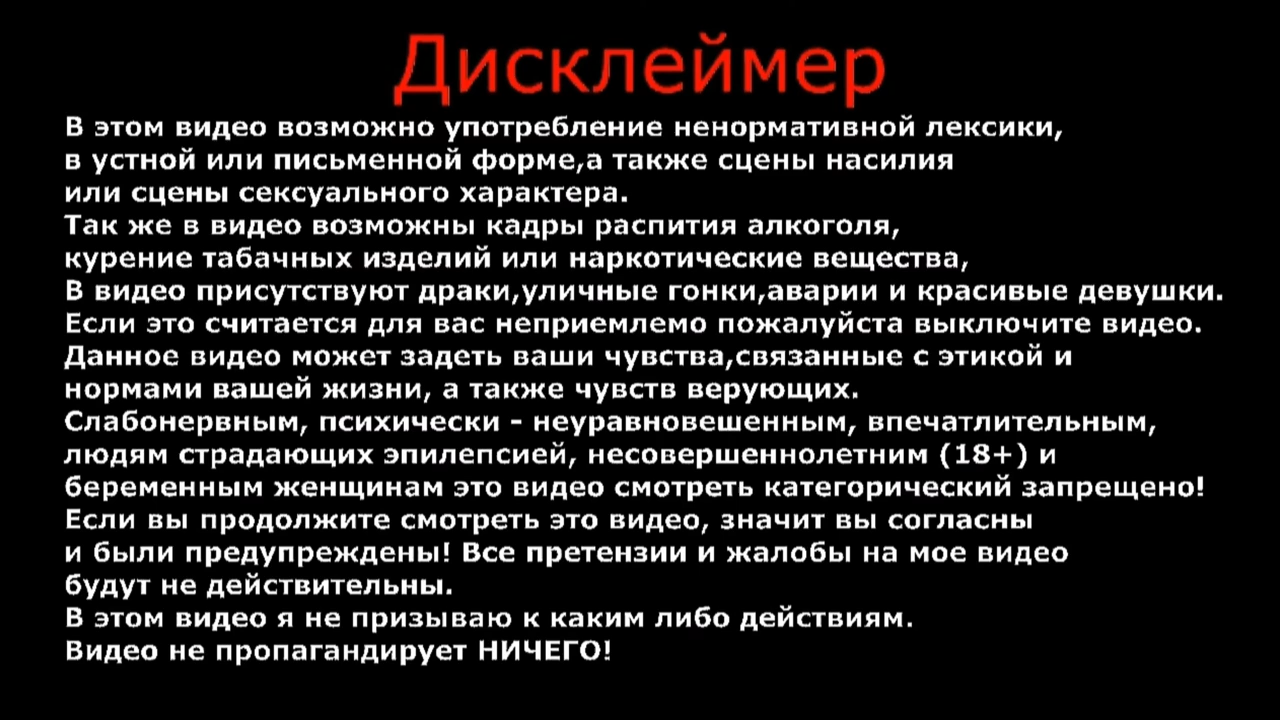 Дисклеймер
В этом видео возможно употребление ненормативной лексики,
в устной или письменной форме,а также сцены насилия
или сцены сексуального характера.
Так же в видео возможны кадры распития алкоголя,
курение табачных изделий или наркотические вещества,
В видео присутствуют драки,уличные гонки,аварии и красивые девушки.
Если это считается для вас неприемлемо пожалуйста выключите видео.
Данное видео может задеть ваши чувства,связанные с этикой и
нормами вашей жизни, а также чувств верующих.
Слабонервным, психически - неуравновешенным, впечатлительным,
людям страдающих эпилепсией, несовершеннолетним (18+) и
беременным женщинам это видео смотреть категорический запрещено!
Если вы продолжите смотреть это видео, значит вы согласны
и были предупреждены! Все претензии и жалобы на мое видео
будут не действительны.
В этом видео я не призываю к каким либо действиям.
Видео не пропагандирует НИЧЕГО!